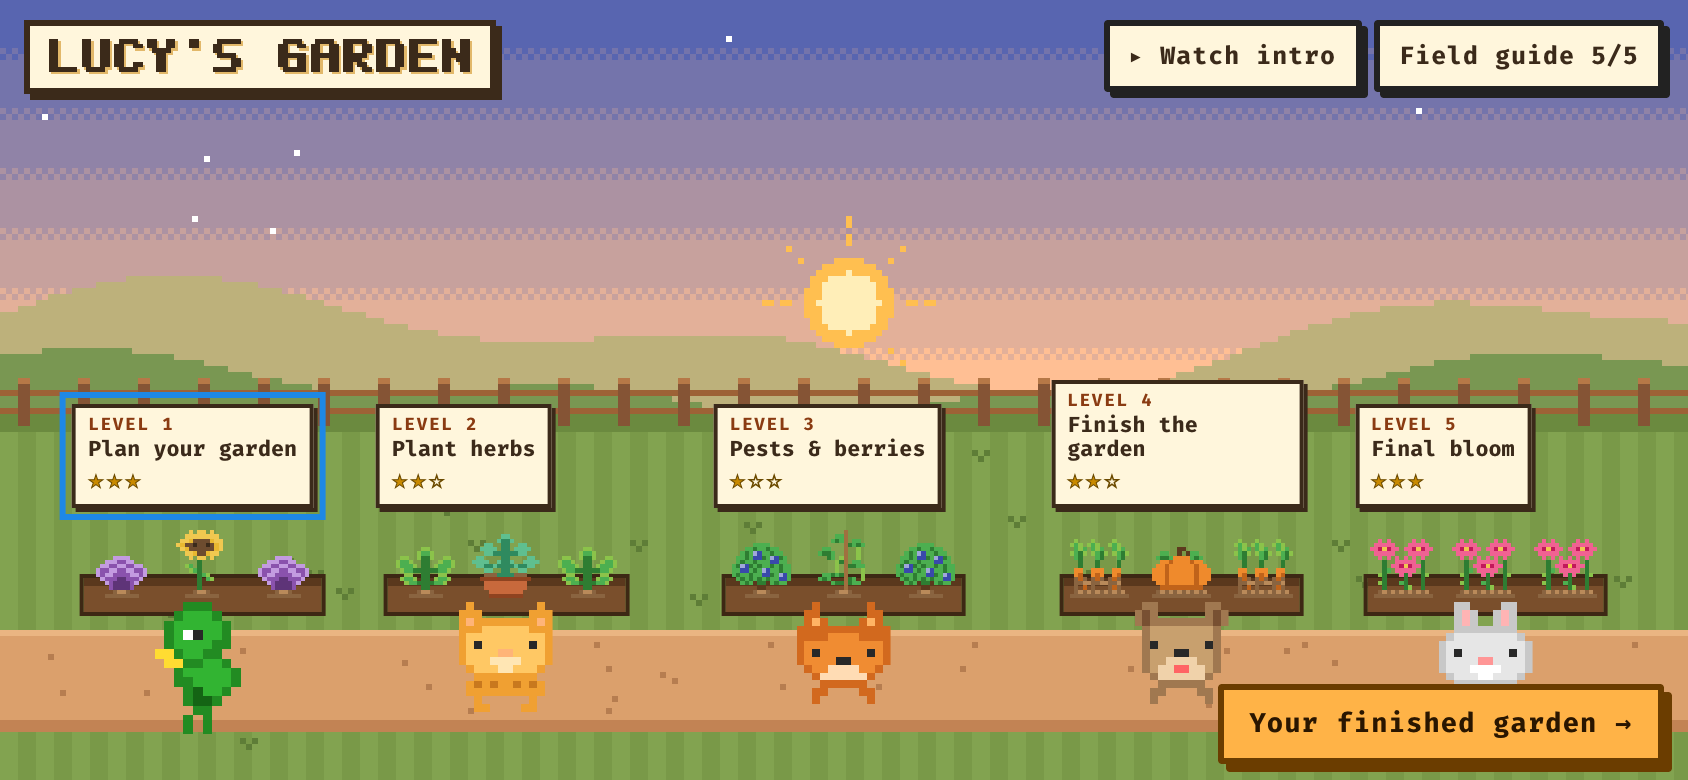 LUCY'S GARDEN
▸ Watch intro
Field guide 5/5
LEVEL 1
Plan your garden
★★★
LEVEL 2
Plant herbs
★★☆
LEVEL 3
Pests & berries
★☆☆
LEVEL 4
Finish the
garden
★★☆
LEVEL 5
Final bloom
★★★
Your finished garden →